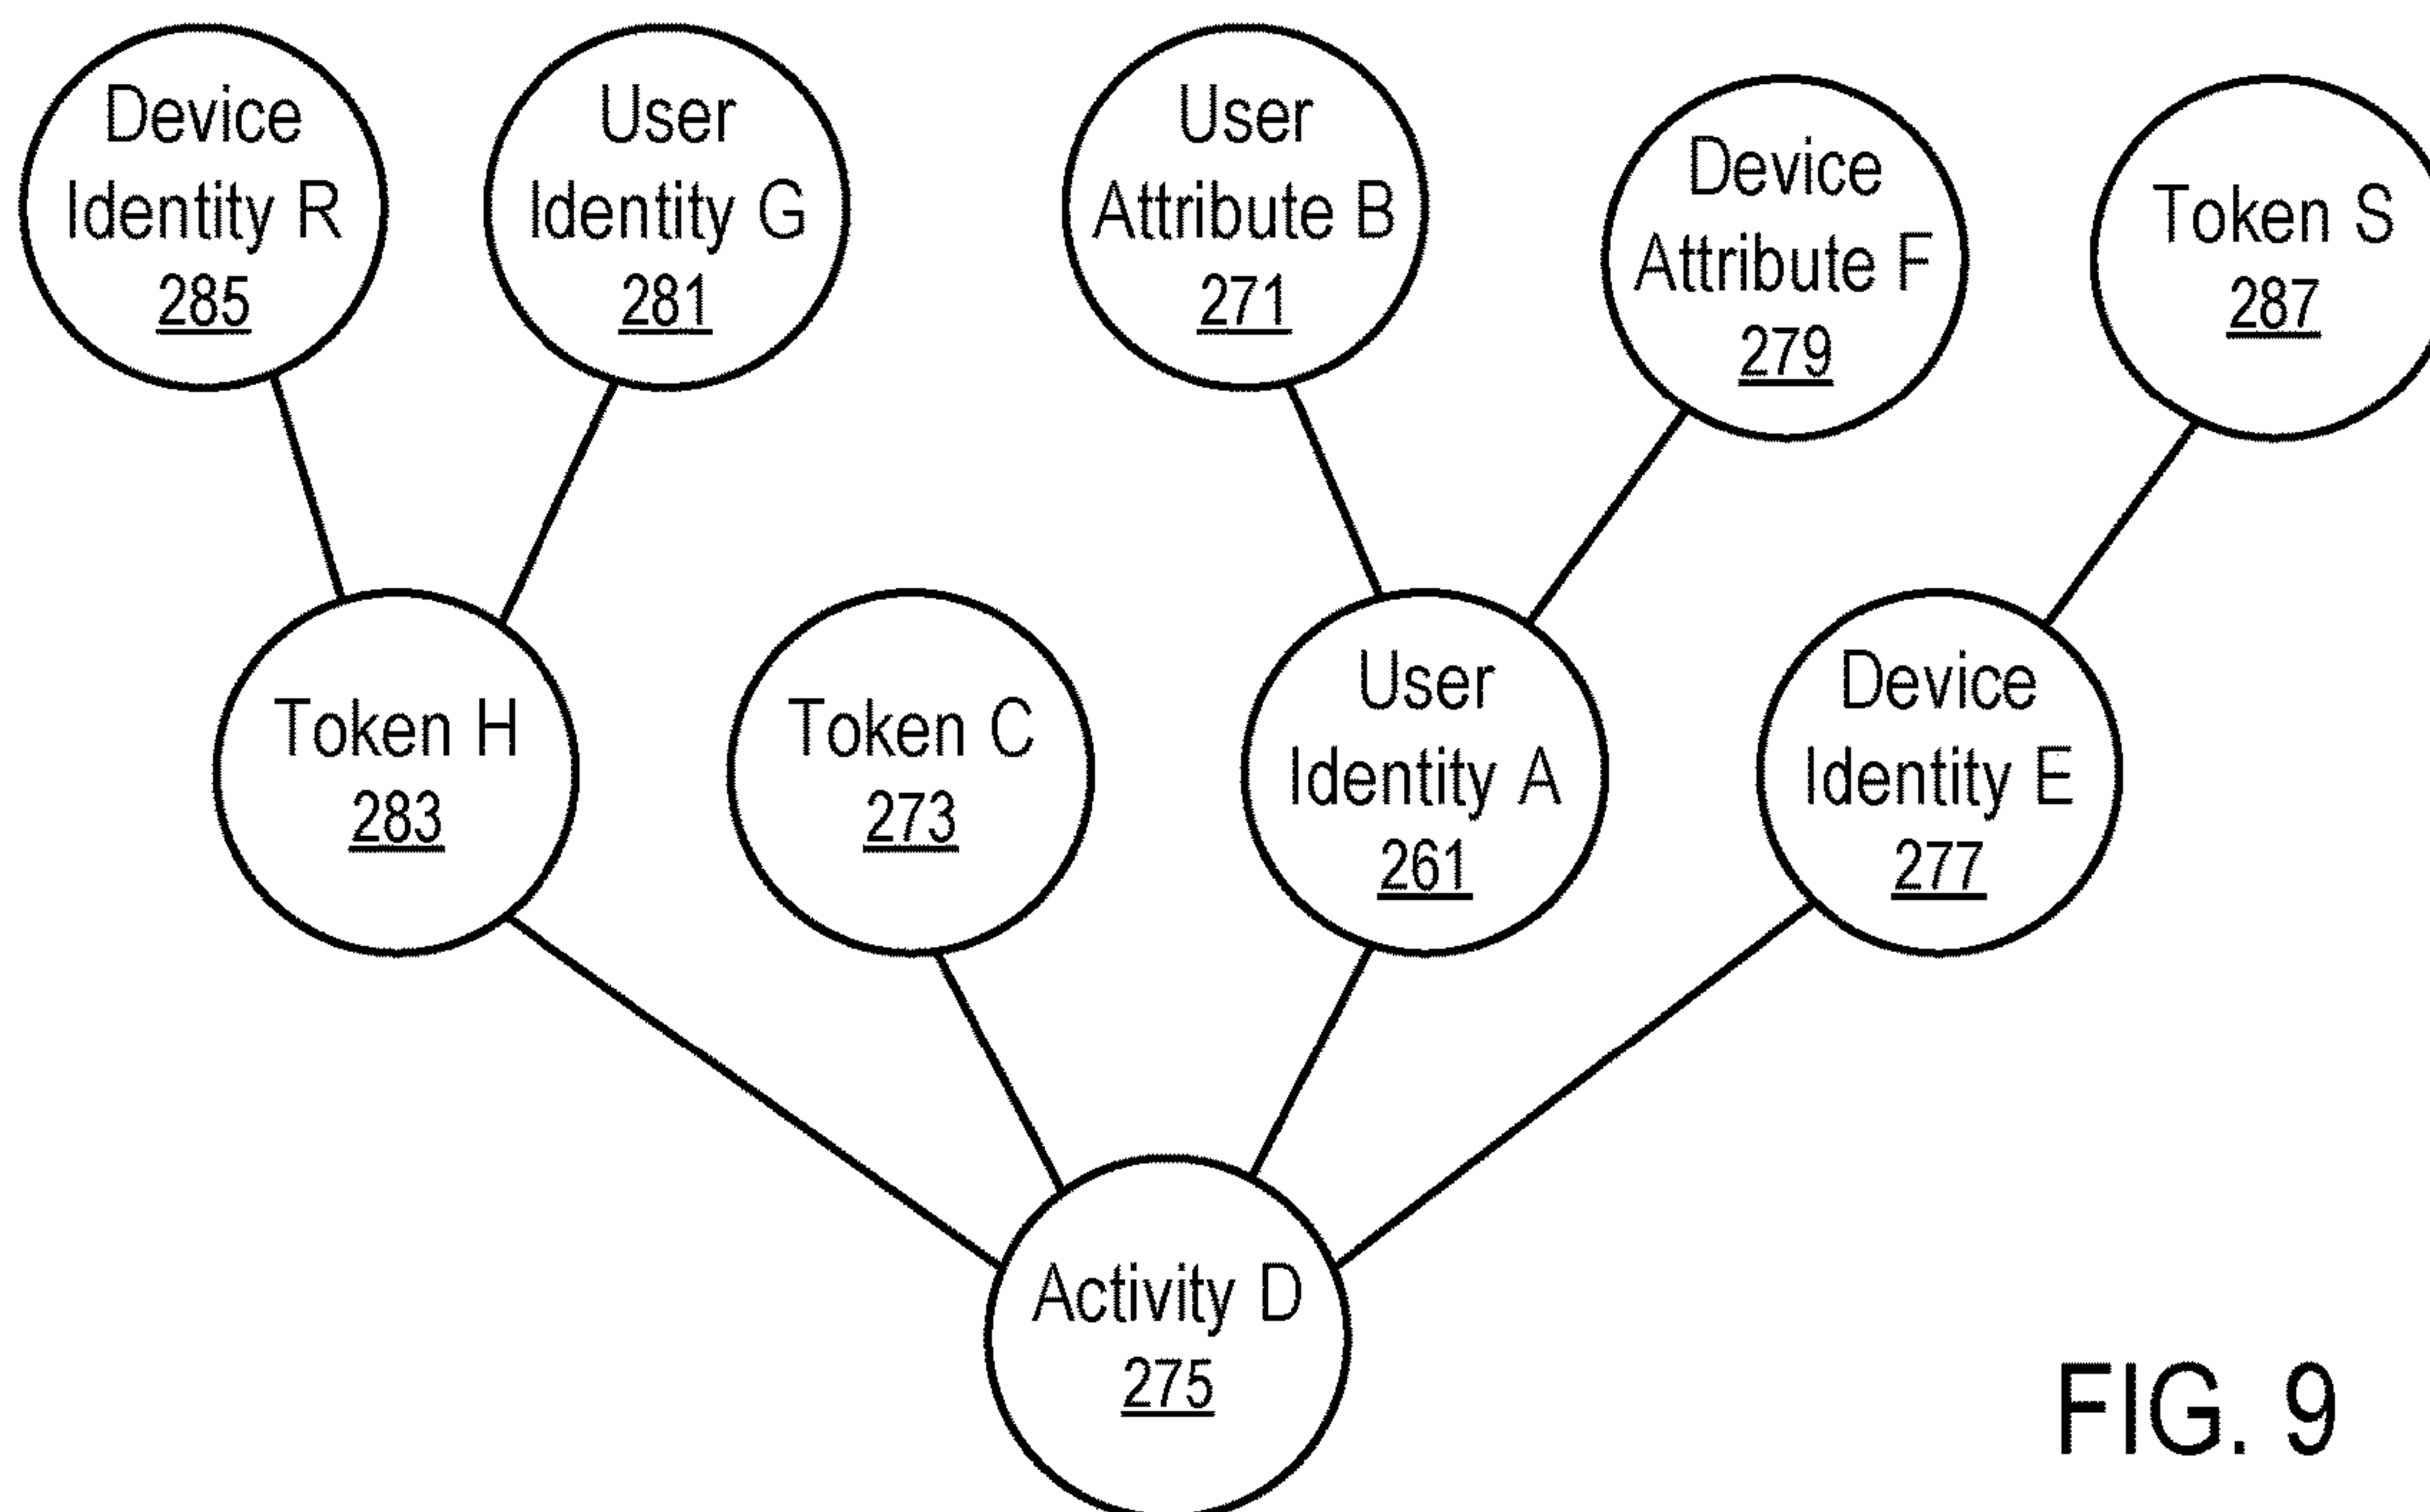 Device
Identity R
285
User
Identity G
281
User
Attribute B
271
Device
Attribute F
279
Token S
287
Token H
283
Token C
273
User
Identity A
261
Device
Identity E
277
Activity D
275
FIG. 9